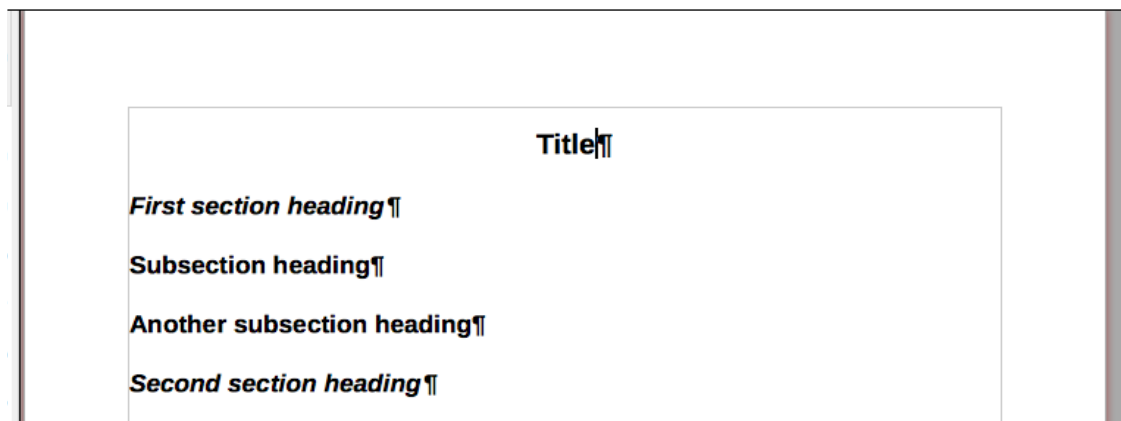 Title¶
First section heading¶
Subsection heading¶
Another subsection heading¶
Second section heading¶